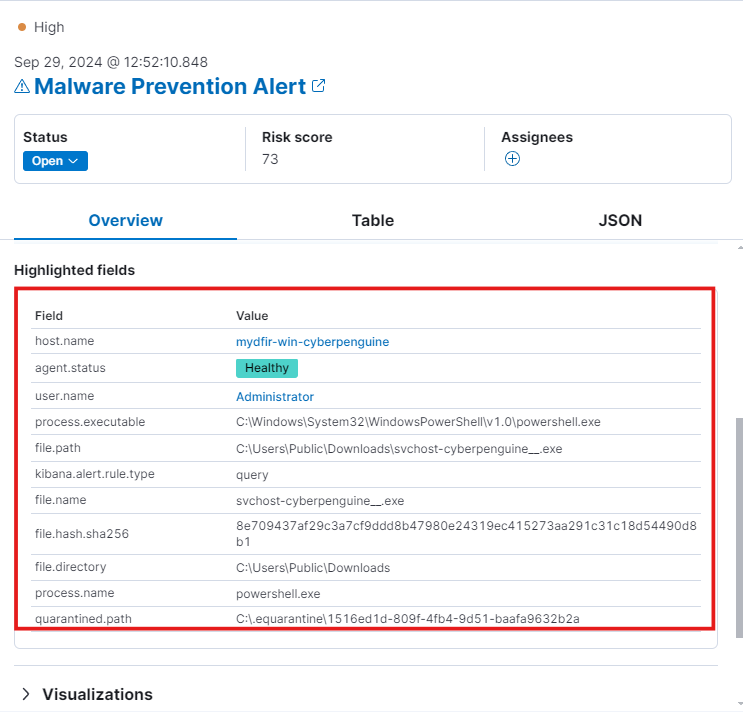 High
Sep 29, 2024 @ 12:52:10.848
Malware Prevention Alert
Status Risk score Assignees
Open 73
Overview Table JSON
Highlighted fields
Field Value
host.name mydfir-win-cyberpenguine
agent.status Healthy
user.name Administrator
process.executable C:\Windows\System32\WindowsPowerShell\v1.0\powershell.exe
file.path C:\Users\Public\Downloads\svchost-cyberpenguine__.exe
kibana.alert.rule.type query
file.name svchost-cyberpenguine__.exe
file.hash.sha256 8e709437af29c3a7cf9ddd8b47980e24319ec415273aa291c31c18d54490d8
b1
file.directory C:\Users\Public\Downloads
process.name powershell.exe
quarantined.path C:\.equarantine\1516ed1d-809f-4fb4-9d51-baafa9632b2a
Visualizations